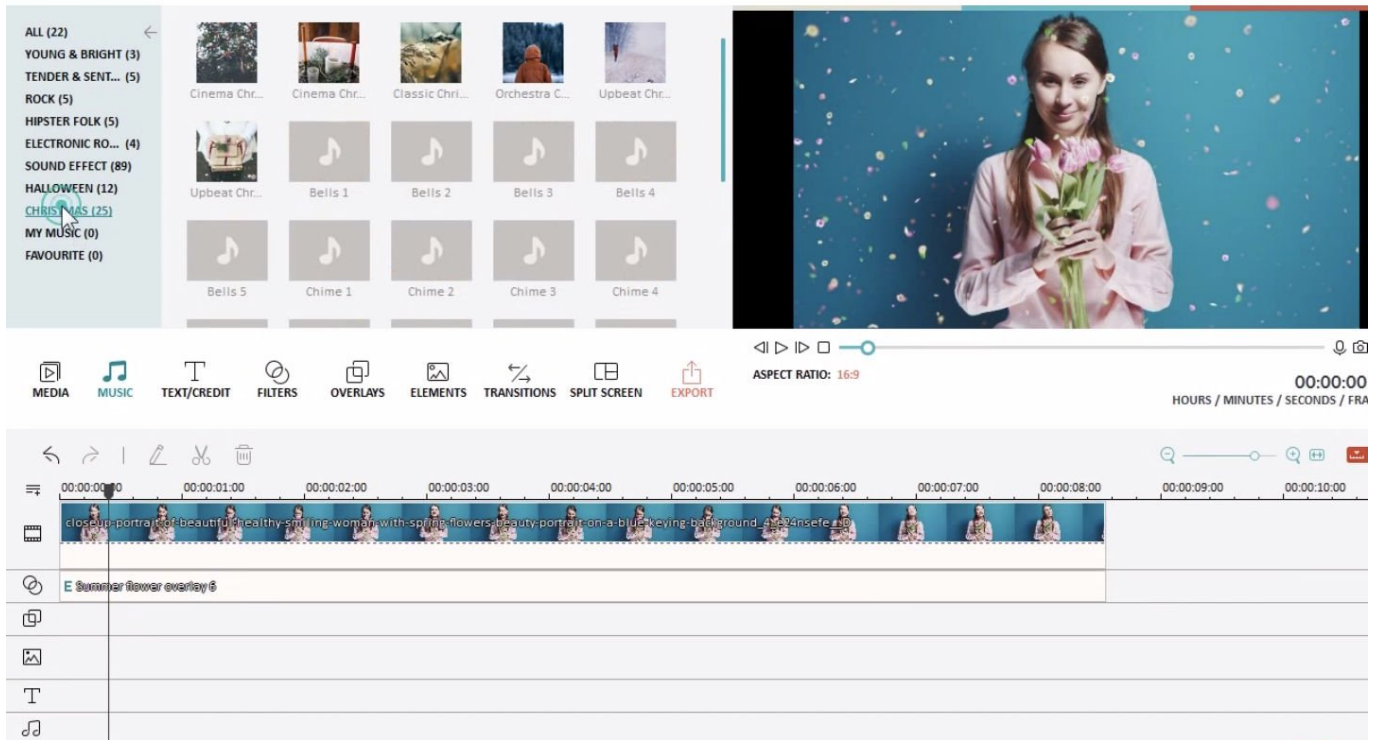 ALL (22)
YOUNG & BRIGHT (3)
TENDER & SENT... (5)
ROCK (5)
HIPSTER FOLK (5)
ELECTRONIC RO... (4)
SOUND EFFECT (89)
HALLOWEEN (12)
CHRISTMAS (25)
MY MUSIC (0)
FAVOURITE (0)
Cinema Chr... Cinema Chr... Classic Chri... Orchestra C... Upbeat Chr...
Upbeat Chr... Bells 1 Bells 2 Bells 3 Bells 4
Bells 5 Chime 1 Chime 2 Chime 3 Chime 4
MEDIA MUSIC TEXT/CREDIT FILTERS OVERLAYS ELEMENTS TRANSITIONS SPLIT SCREEN EXPORT
ASPECT RATIO: 16:9
00:00:00
HOURS / MINUTES / SECONDS / FRA
00:00:00:00 00:00:01:00 00:00:02:00 00:00:03:00 00:00:04:00 00:00:05:00 00:00:06:00 00:00:07:00 00:00:08:00 00:00:09:00 00:00:10:00
closeup-portrait-of-beautiful-healthy-smiling-woman-with-spring-flowers-beauty-portrait-on-a-blue-keying-background
E Summer flower overlay 6